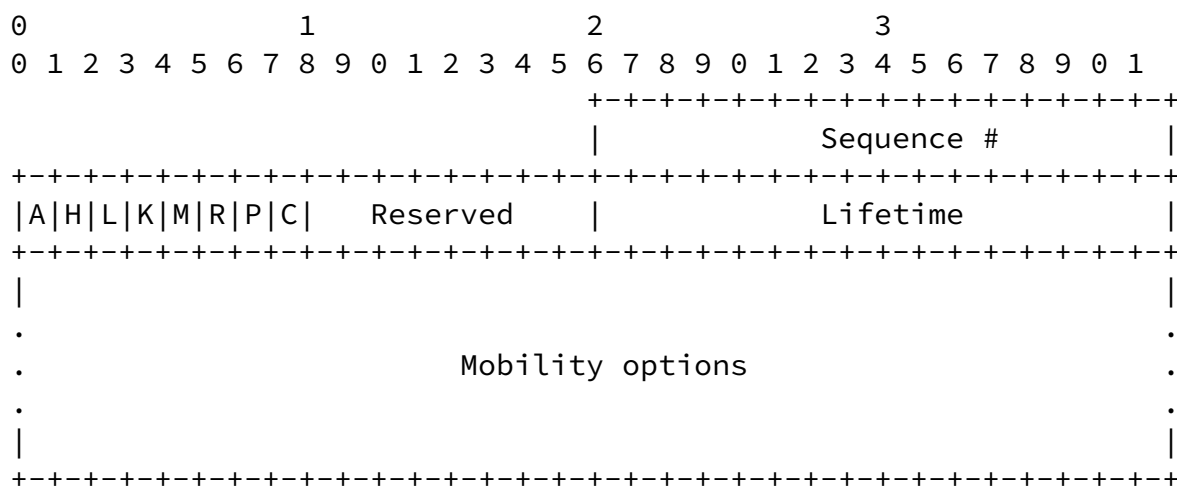 0                   1                   2                   3
0 1 2 3 4 5 6 7 8 9 0 1 2 3 4 5 6 7 8 9 0 1 2 3 4 5 6 7 8 9 0 1
                                +-+-+-+-+-+-+-+-+-+-+-+-+-+-+-+-+
                                |          Sequence #           |
+-+-+-+-+-+-+-+-+-+-+-+-+-+-+-+-+-+-+-+-+-+-+-+-+-+-+-+-+-+-+-+-+
|A|H|L|K|M|R|P|C|   Reserved    |           Lifetime            |
+-+-+-+-+-+-+-+-+-+-+-+-+-+-+-+-+-+-+-+-+-+-+-+-+-+-+-+-+-+-+-+-+
|                                                               |
.                                                               .
.                        Mobility options                       .
.                                                               .
|                                                               |
+-+-+-+-+-+-+-+-+-+-+-+-+-+-+-+-+-+-+-+-+-+-+-+-+-+-+-+-+-+-+-+-+